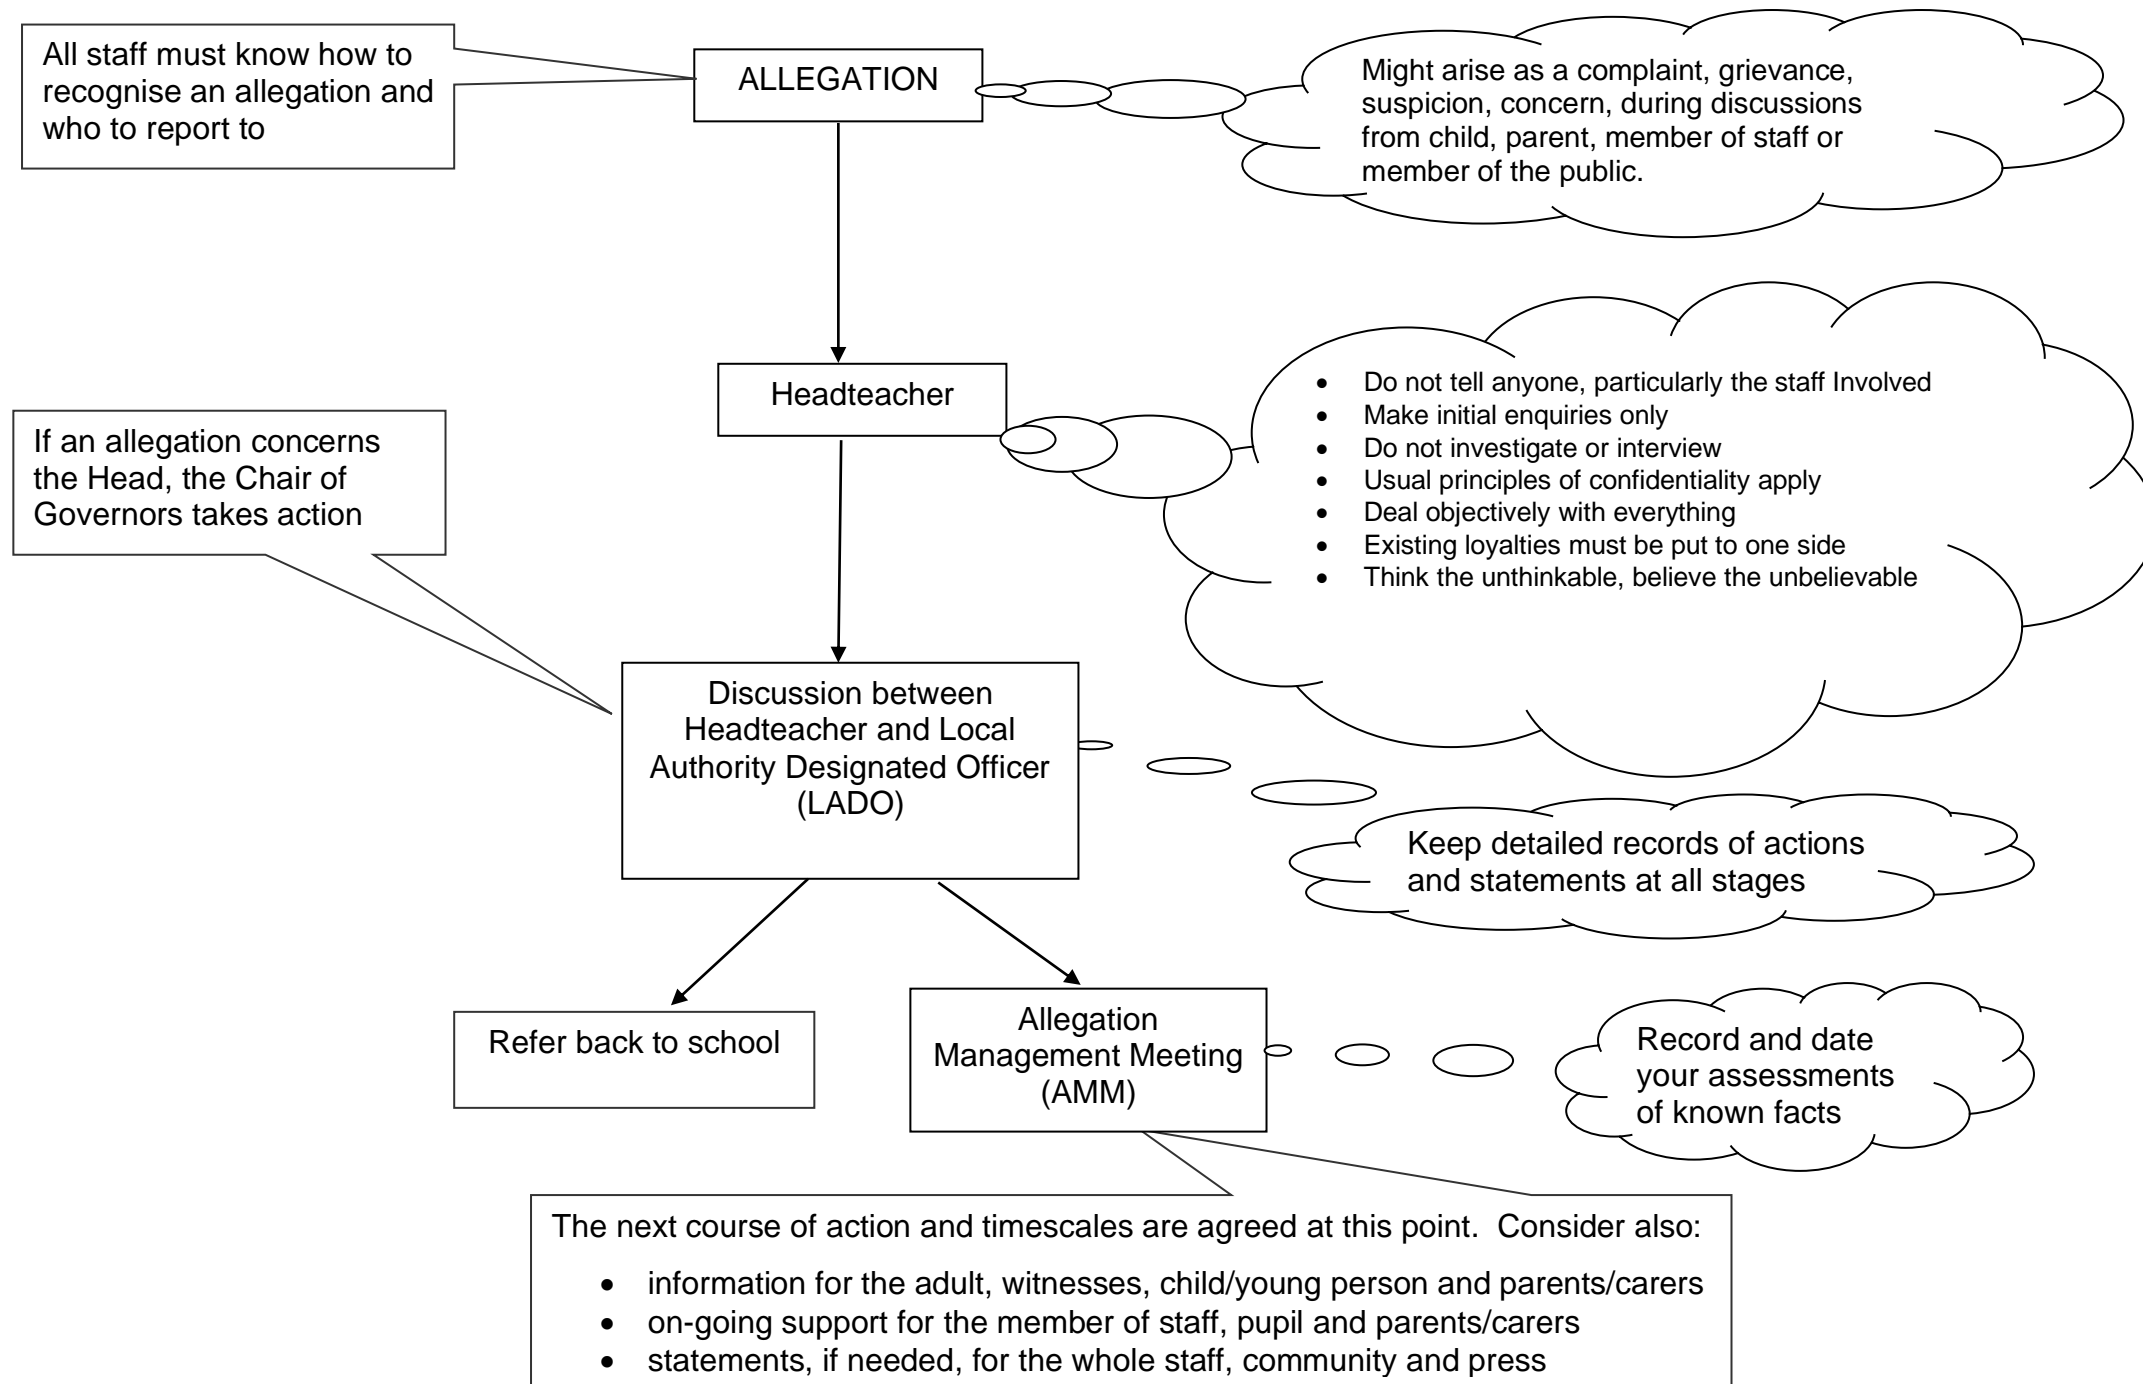 All staff must know how to
recognise an allegation and
who to report to
ALLEGATION
Might arise as a complaint, grievance,
suspicion, concern, during discussions
from child, parent, member of staff or
member of the public.
Headteacher
• Do not tell anyone, particularly the staff Involved
• Make initial enquiries only
• Do not investigate or interview
• Usual principles of confidentiality apply
• Deal objectively with everything
• Existing loyalties must be put to one side
• Think the unthinkable, believe the unbelievable
If an allegation concerns
the Head, the Chair of
Governors takes action
Discussion between
Headteacher and Local
Authority Designated Officer
(LADO)
Keep detailed records of actions
and statements at all stages
Refer back to school
Allegation
Management Meeting
(AMM)
Record and date
your assessments
of known facts
The next course of action and timescales are agreed at this point.  Consider also:
• information for the adult, witnesses, child/young person and parents/carers
• on-going support for the member of staff, pupil and parents/carers
• statements, if needed, for the whole staff, community and press